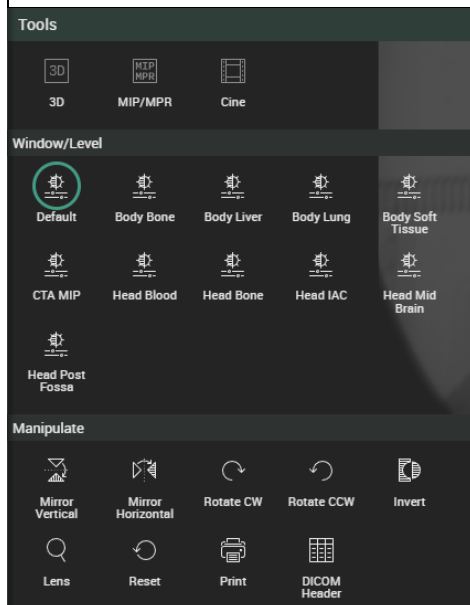 Tools
3D
MIP
MPR
3D
MIP/MPR
Cine
Window/Level
Default
Body Bone
Body Liver
Body Lung
Body Soft
Tissue
CTA MIP
Head Blood
Head Bone
Head IAC
Head Mid
Brain
Head Post
Fossa
Manipulate
Mirror
Vertical
Mirror
Horizontal
Rotate CW
Rotate CCW
Invert
Lens
Reset
Print
DICOM
Header